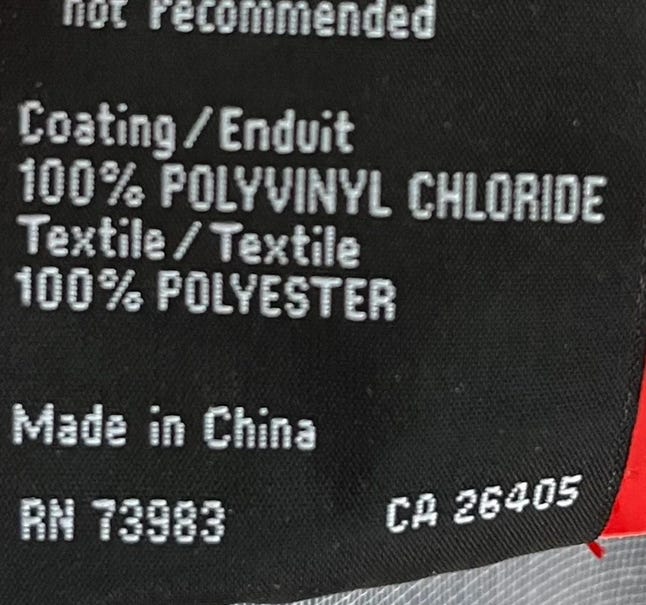 not recommended
Coating / Enduit
100% POLYVINYL CHLORIDE
Textile / Textile
100% POLYESTER
Made in China
RN 73983
CA 26405